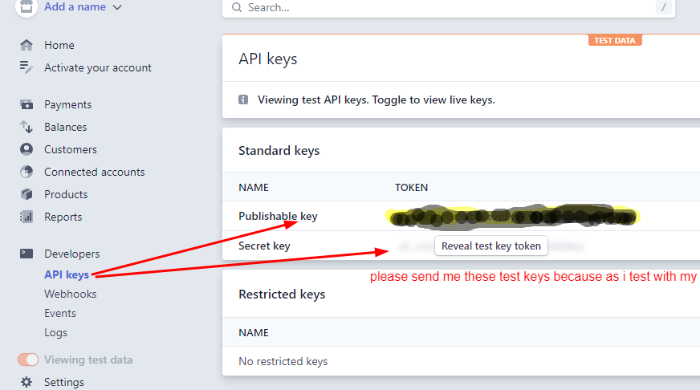 Add a name
Search...
/
Home
Activate your account
Payments
Balances
Customers
Connected accounts
Products
Reports
Developers
API keys
Webhooks
Events
Logs
Viewing test data
Settings
TEST DATA
API keys
Viewing test API keys. Toggle to view live keys.
Standard keys
NAME TOKEN
Publishable key
Secret key Reveal test key token
please send me these test keys because as i test with my
Restricted keys
NAME
No restricted keys